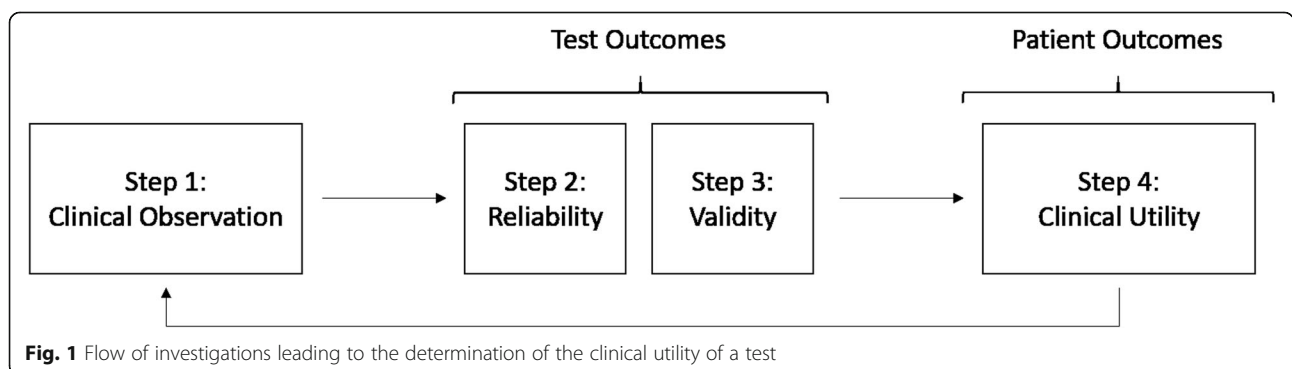 Test Outcomes
Patient Outcomes
Step 1:
Clinical Observation
Step 2:
Reliability
Step 3:
Validity
Step 4:
Clinical Utility
Fig. 1 Flow of investigations leading to the determination of the clinical utility of a test